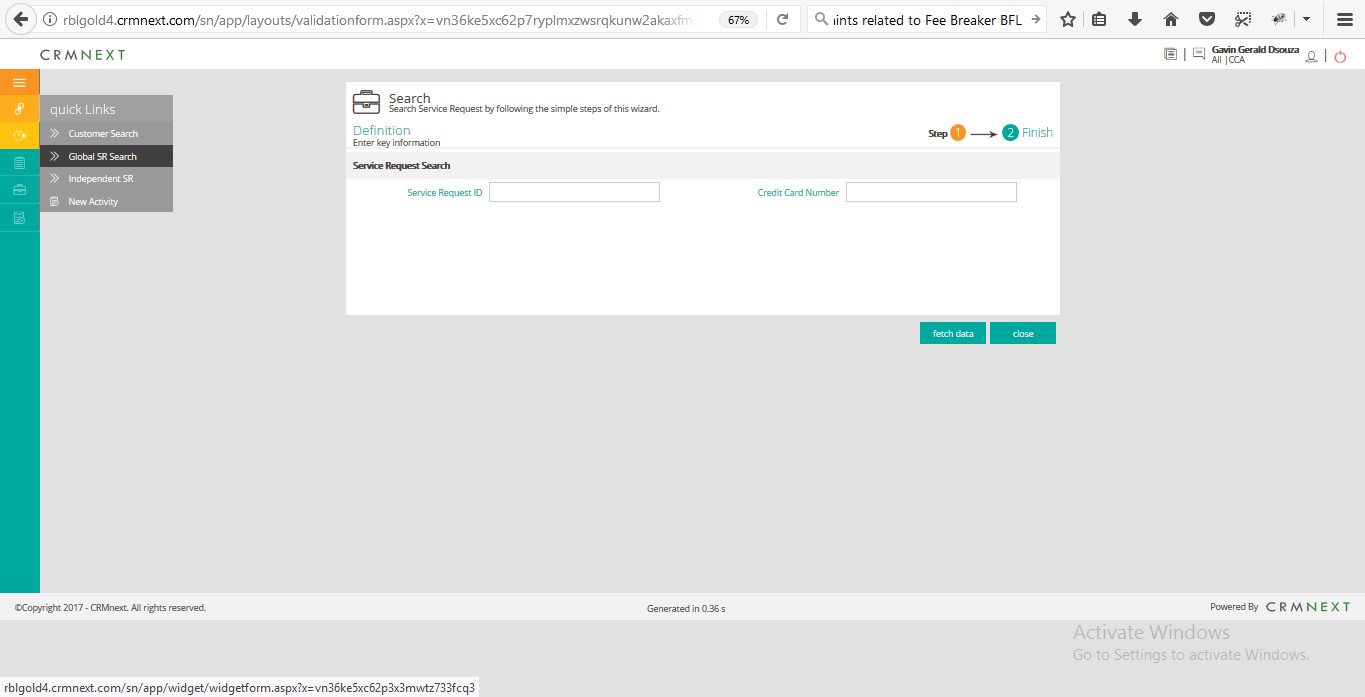 rblgold4.crmnext.com/sn/app/layouts/validationform.aspx?x=vn36ke5xc62p7ryplmxzwsrqkunw2akaxfm
67%
ints related to Fee Breaker BFL
CRMNEXT
Gavin Gerald Dsouza
All |CCA
quick Links
Customer Search
Global SR Search
Independent SR
New Activity
Search
Search Service Request by following the simple steps of this wizard.
Definition
Enter key information
Step 1 2 Finish
Service Request Search
Service Request ID
Credit Card Number
fetch data
close
©Copyright 2017 - CRMnext. All rights reserved.
Generated in 0.36 s
Powered By CRMNEXT
Activate Windows
Go to Settings to activate Windows.
rblgold4.crmnext.com/sn/app/widget/widgetform.aspx?x=vn36ke5xc62p3x3mwtz733fcq3